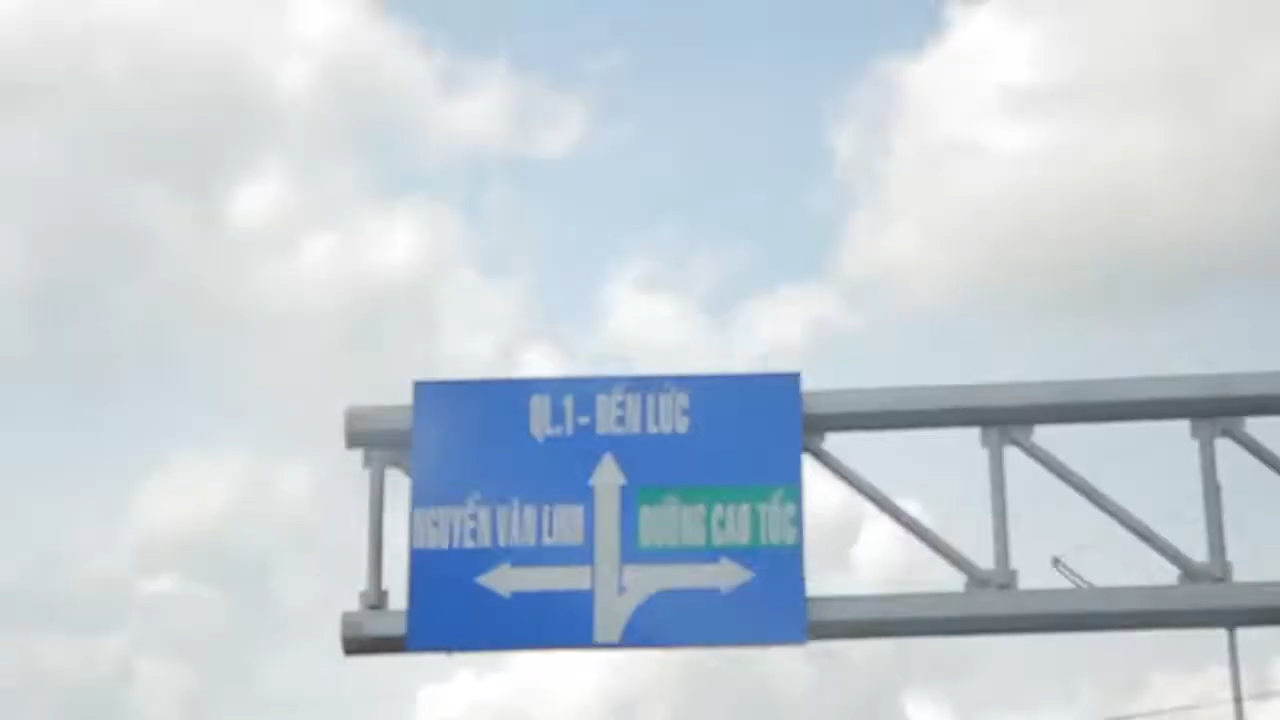 QL.1 - BẾN LỨC
NGUYỄN VĂN LINH
ĐƯỜNG CAO TỐC